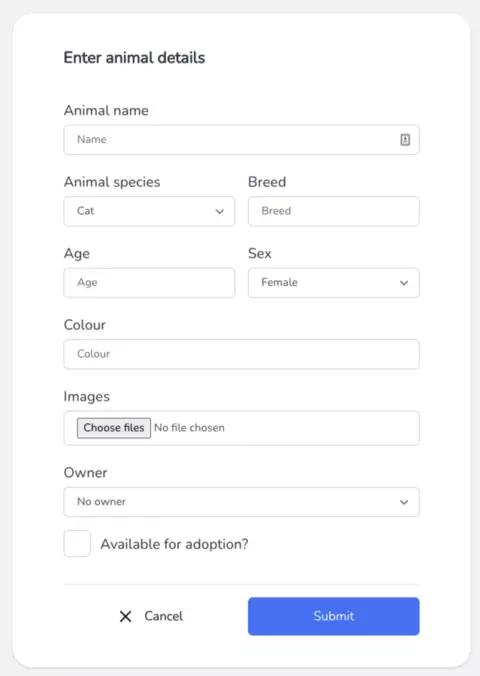 Enter animal details
Animal name
Name
Animal species Breed
Cat Breed
Age Sex
Age Female
Colour
Colour
Images
Choose files No file chosen
Owner
No owner
Available for adoption?
Cancel Submit